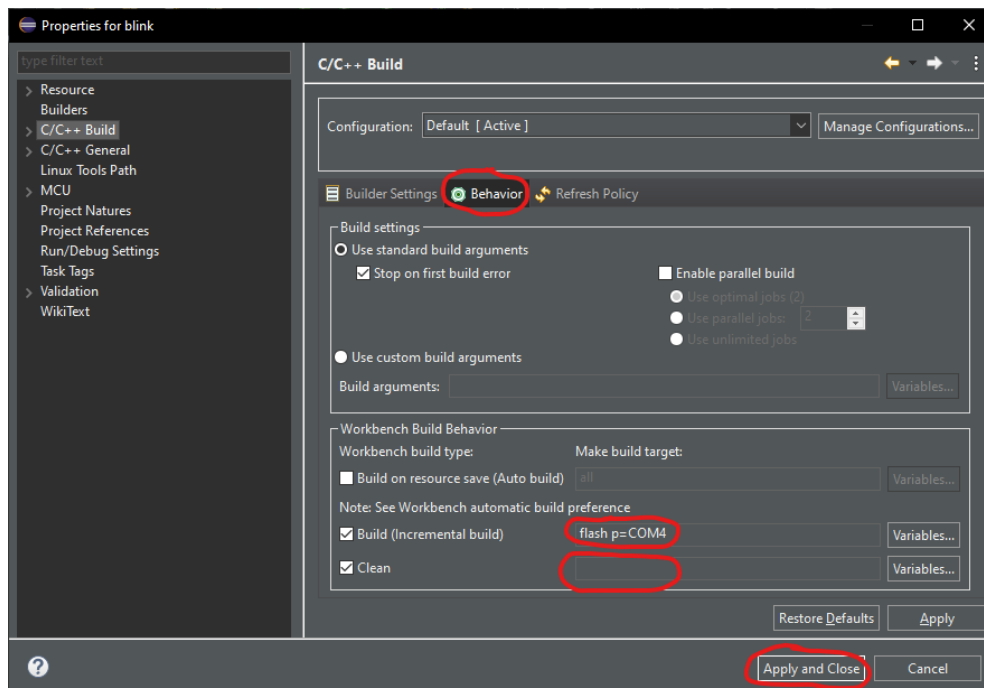 Properties for blink
type filter text
Resource
Builders
C/C++ Build
C/C++ General
Linux Tools Path
MCU
Project Natures
Project References
Run/Debug Settings
Task Tags
Validation
WikiText
C/C++ Build
Configuration: Default [ Active ] Manage Configurations...
Builder Settings Behavior Refresh Policy
Build settings
Use standard build arguments
Stop on first build error Enable parallel build
Use optimal jobs (2)
Use parallel jobs: 2
Use unlimited jobs
Use custom build arguments
Build arguments: Variables...
Workbench Build Behavior
Workbench build type: Make build target:
Build on resource save (Auto build) all Variables...
Note: See Workbench automatic build preference
Build (Incremental build) flash p=COM4 Variables...
Clean Variables...
Restore Defaults Apply
? Apply and Close Cancel